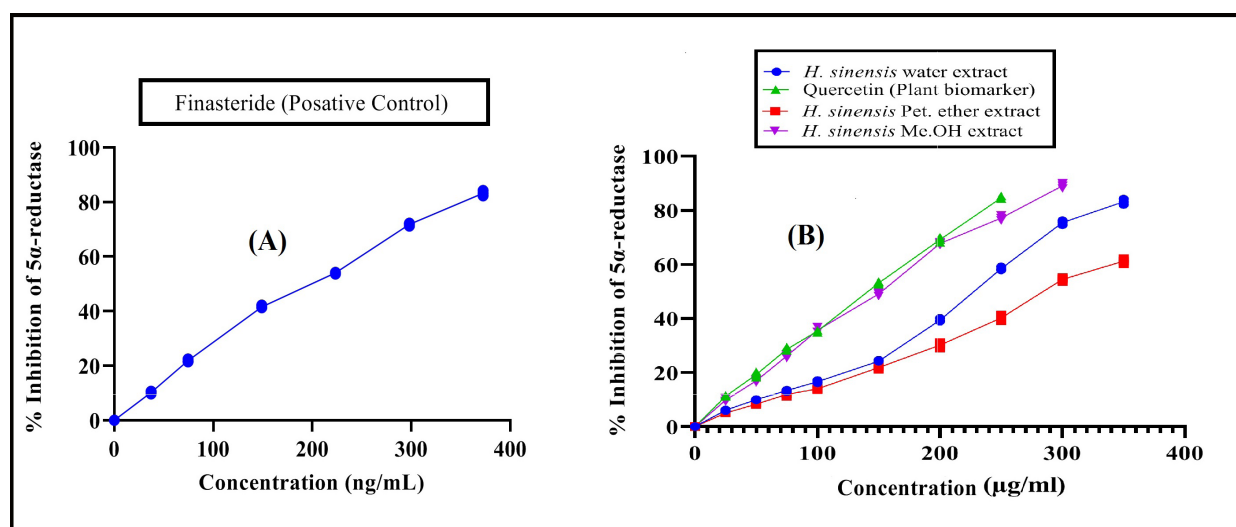 Finasteride (Posative Control)
% Inhibition of 5α-reductase
100
80
60
40
20
0
(A)
0 100 200 300 400
Concentration (ng/mL)
H. sinensis water extract
Quercetin (Plant biomarker)
H. sinensis Pet. ether extract
H. sinensis Me.OH extract
% Inhibition of 5α-reductase
100
80
60
40
20
0
(B)
0 100 200 300 400
Concentration (µg/ml)